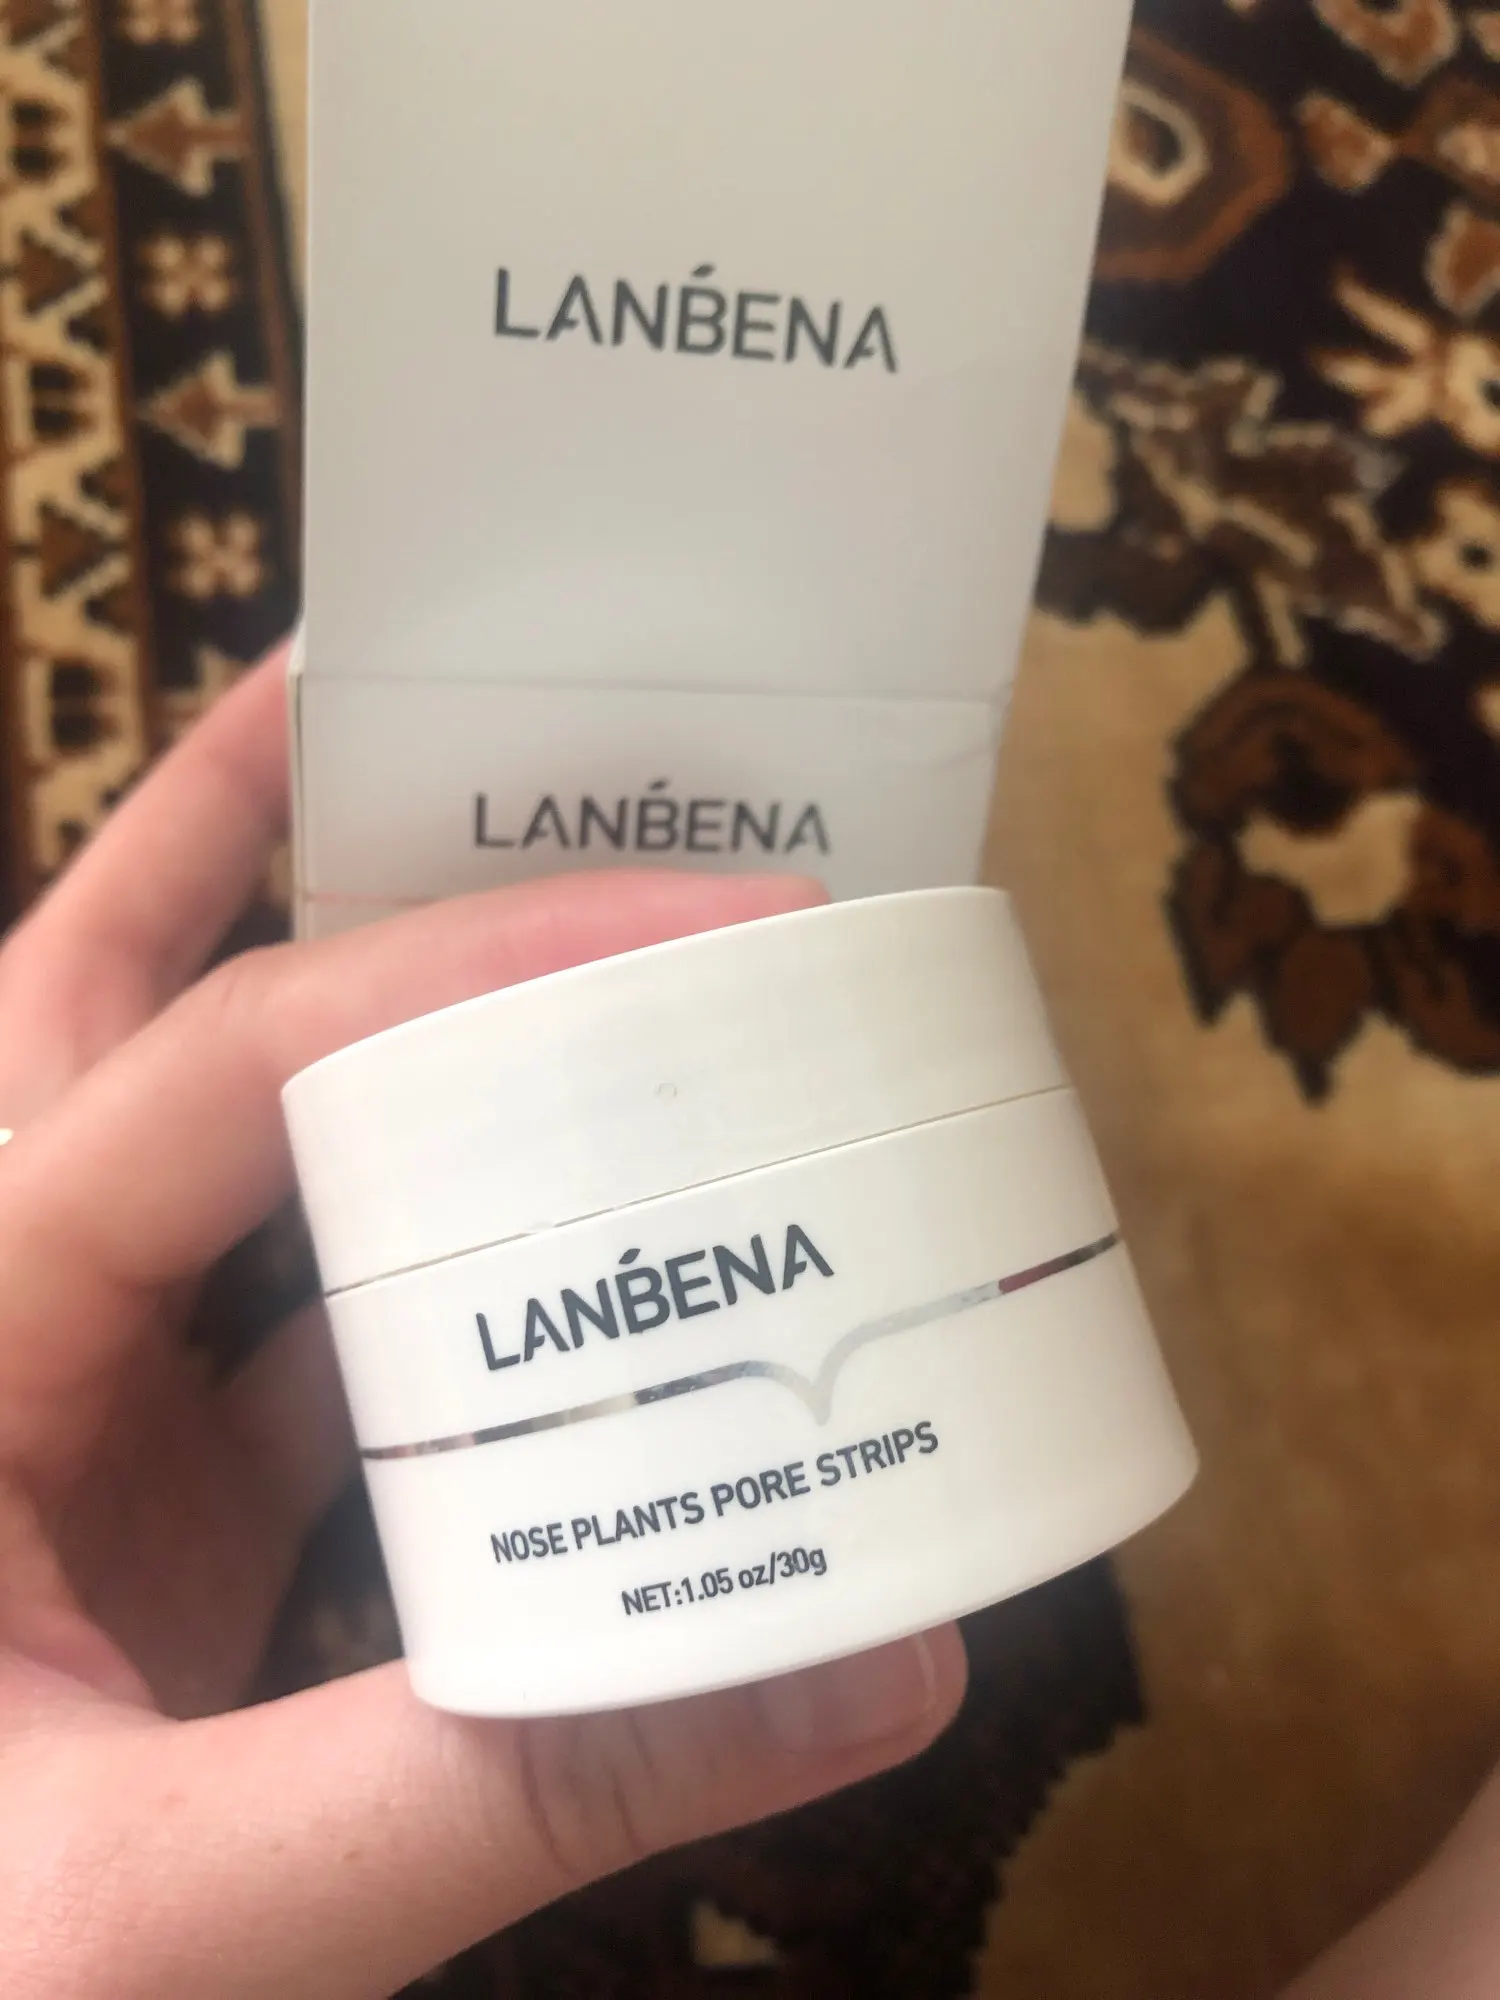 LANBENA
LANBENA
LANBENA
NOSE PLANTS PORE STRIPS
NET:1.05 oz/30g